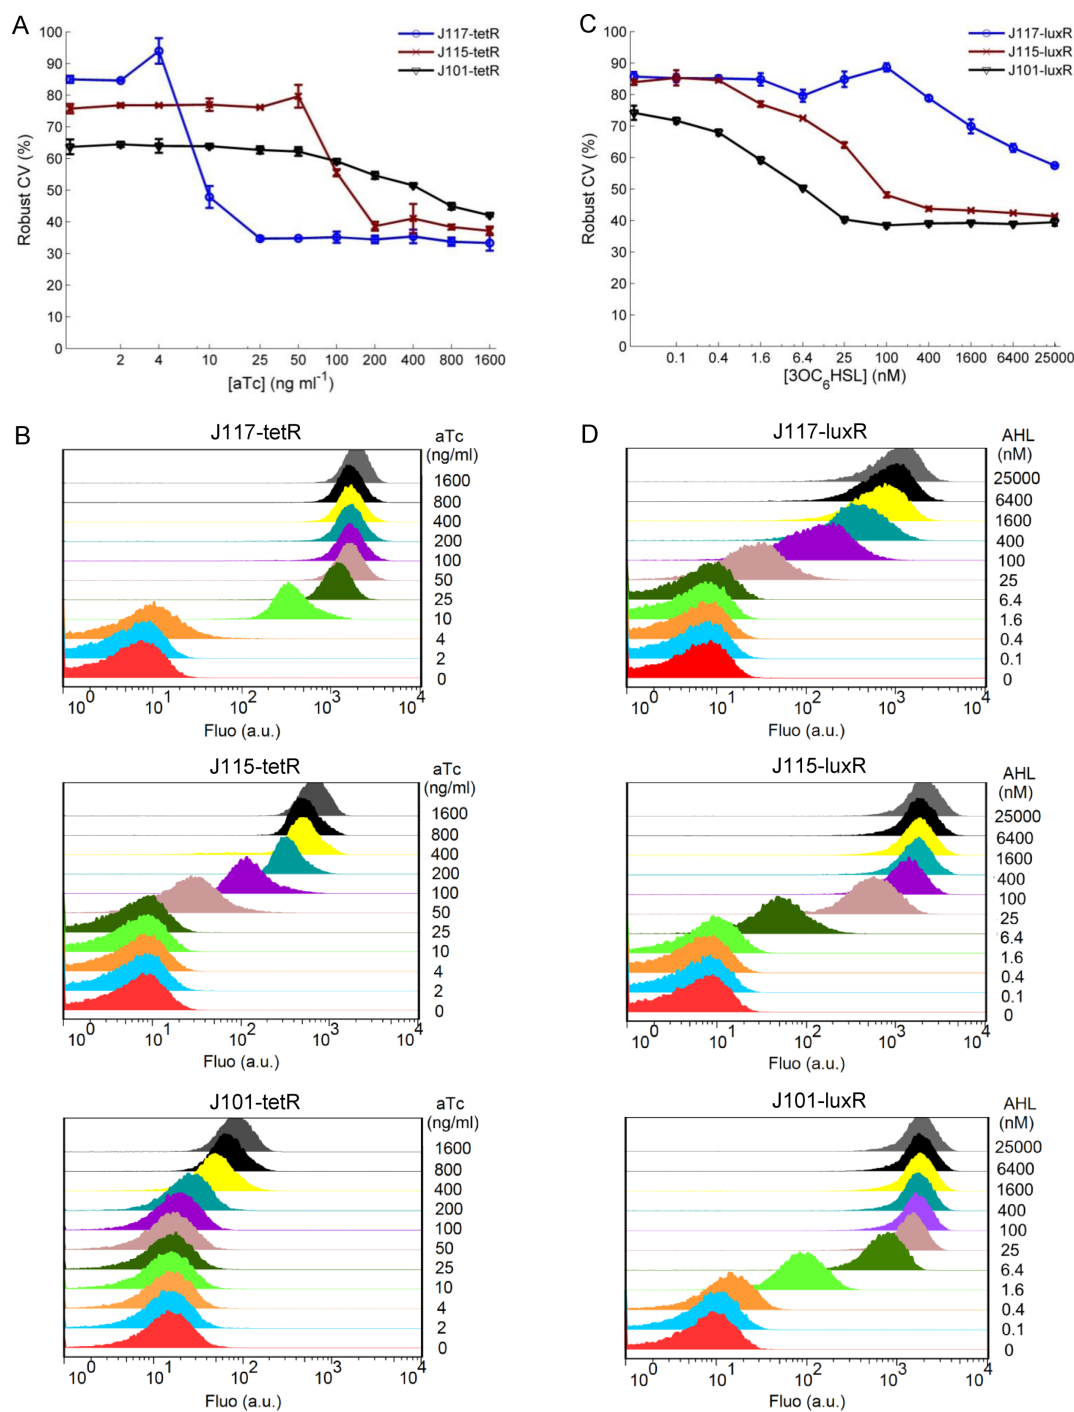 A
J117-tetR
J115-tetR
J101-tetR
100
90
80
70
60
50
40
30
20
10
0
Robust CV (%)
2 4 10 25 50 100 200 400 800 1600
[aTc] (ng ml-1)
C
J117-luxR
J115-luxR
J101-luxR
100
90
80
70
60
50
40
30
20
10
0
Robust CV (%)
0.1 0.4 1.6 6.4 25 100 400 1600 6400 25000
[3OC6HSL] (nM)
B
J117-tetR
aTc
(ng/ml)
1600
800
400
200
100
50
25
10
4
2
0
10^0 10^1 10^2 10^3 10^4
Fluo (a.u.)
J115-tetR
aTc
(ng/ml)
1600
800
400
200
100
50
25
10
4
2
0
10^0 10^1 10^2 10^3 10^4
Fluo (a.u.)
J101-tetR
aTc
(ng/ml)
1600
800
400
200
100
50
25
10
4
2
0
10^0 10^1 10^2 10^3 10^4
Fluo (a.u.)
D
J117-luxR
AHL
(nM)
25000
6400
1600
400
100
25
6.4
1.6
0.4
0.1
0
10^0 10^1 10^2 10^3 10^4
Fluo (a.u.)
J115-luxR
AHL
(nM)
25000
6400
1600
400
100
25
6.4
1.6
0.4
0.1
0
10^0 10^1 10^2 10^3 10^4
Fluo (a.u.)
J101-luxR
AHL
(nM)
25000
6400
1600
400
100
25
6.4
1.6
0.4
0.1
0
10^0 10^1 10^2 10^3 10^4
Fluo (a.u.)